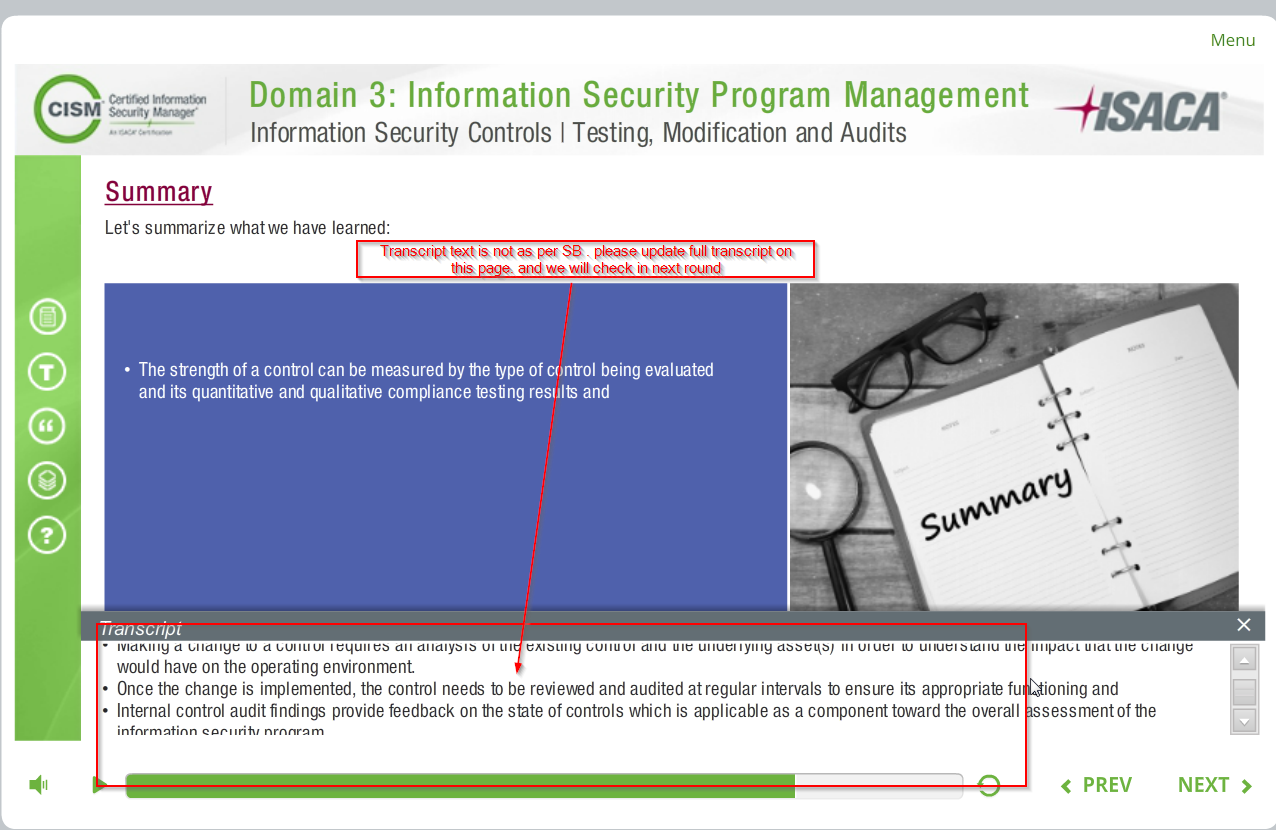 Menu
CISM
Certified Information
Security Manager®
An ISACA® Certification
Domain 3: Information Security Program Management
Information Security Controls | Testing, Modification and Audits
ISACA®
Summary
Let's summarize what we have learned:
Transcript text is not as per SB . please update full transcript on
this page. and we will check in next round
• The strength of a control can be measured by the type of control being evaluated
and its quantitative and qualitative compliance testing results and
NOTES
NOTES
Summary
T
“
?
Transcript
• Making a change to a control requires an analysis of the existing control and the underlying asset(s) in order to understand the impact that the change
would have on the operating environment.
• Once the change is implemented, the control needs to be reviewed and audited at regular intervals to ensure its appropriate functioning and
• Internal control audit findings provide feedback on the state of controls which is applicable as a component toward the overall assessment of the
information security program
PREV
NEXT